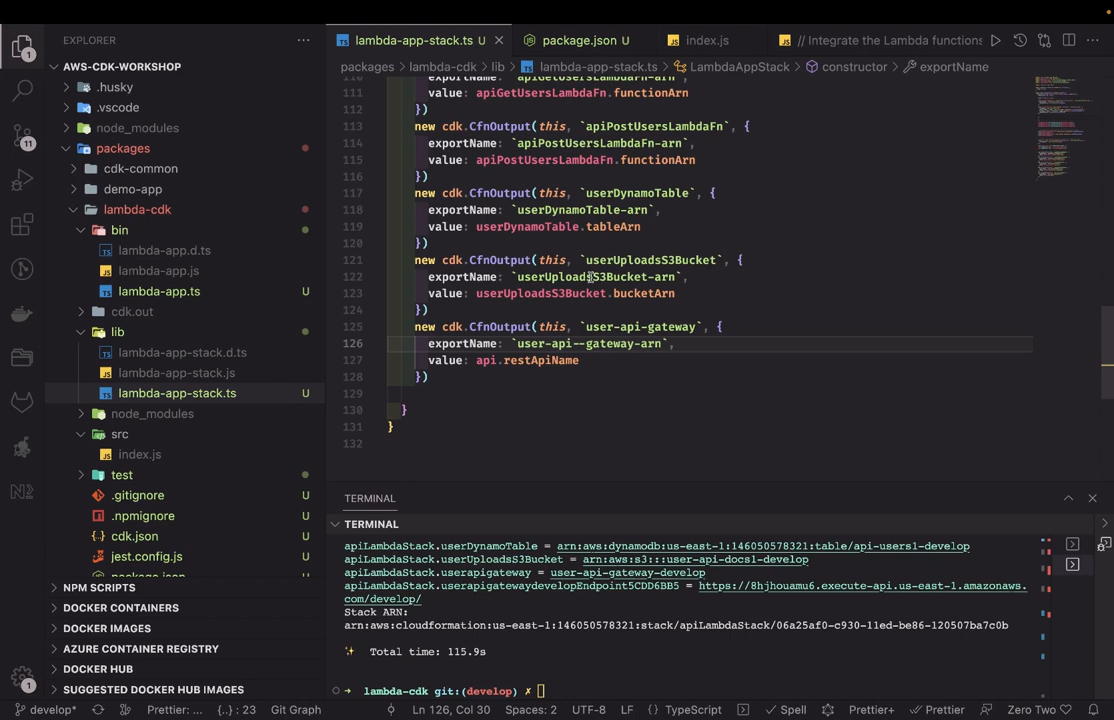 EXPLORER
lambda-app-stack.ts U
package.json U
index.js
// Integrate the Lambda functions
AWS-CDK-WORKSHOP
packages > lambda-cdk > lib > lambda-app-stack.ts > LambdaAppStack > constructor > exportName
.husky
.vscode
node_modules
packages
cdk-common
demo-app
lambda-cdk
bin
lambda-app.d.ts
lambda-app.js
lambda-app.ts U
cdk.out
lib
lambda-app-stack.d.ts
lambda-app-stack.js
lambda-app-stack.ts U
node_modules
src
index.js
test
.gitignore U
.npmignore U
cdk.json U
jest.config.js U
package.json
NPM SCRIPTS
DOCKER CONTAINERS
DOCKER IMAGES
AZURE CONTAINER REGISTRY
DOCKER HUB
SUGGESTED DOCKER HUB IMAGES
110 exportName: `apiGetUsersLambdaFn-arn`,
111 value: apiGetUsersLambdaFn.functionArn
112 })
113 new cdk.CfnOutput(this, `apiPostUsersLambdaFn`, {
114 exportName: `apiPostUsersLambdaFn-arn`,
115 value: apiPostUsersLambdaFn.functionArn
116 })
117 new cdk.CfnOutput(this, `userDynamoTable`, {
118 exportName: `userDynamoTable-arn`,
119 value: userDynamoTable.tableArn
120 })
121 new cdk.CfnOutput(this, `userUploadsS3Bucket`, {
122 exportName: `userUploadsS3Bucket-arn`,
123 value: userUploadsS3Bucket.bucketArn
124 })
125 new cdk.CfnOutput(this, `user-api-gateway`, {
126 exportName: `user-api--gateway-arn`,
127 value: api.restApiName
128 })
129
130 }
131 }
132
TERMINAL
TERMINAL
apiLambdaStack.userDynamoTable = arn:aws:dynamodb:us-east-1:146050578321:table/api-users1-develop
apiLambdaStack.userUploadsS3Bucket = arn:aws:s3:::user-api-docs1-develop
apiLambdaStack.userapigateway = user-api-gateway-develop
apiLambdaStack.userapigatewaydevelopEndpoint5CDD6BB5 = https://8hjhouamu6.execute-api.us-east-1.amazonaws.
com/develop/
Stack ARN:
arn:aws:cloudformation:us-east-1:146050578321:stack/apiLambdaStack/06a25af0-c930-11ed-be86-120507ba7c0b
✨ Total time: 115.9s
➜ lambda-cdk git:(develop) ✗
1
11
1
develop* Prettier: ... : 23 Git Graph Ln 126, Col 30 Spaces: 2 UTF-8 LF {} TypeScript Spell Prettier+ Prettier Zero Two